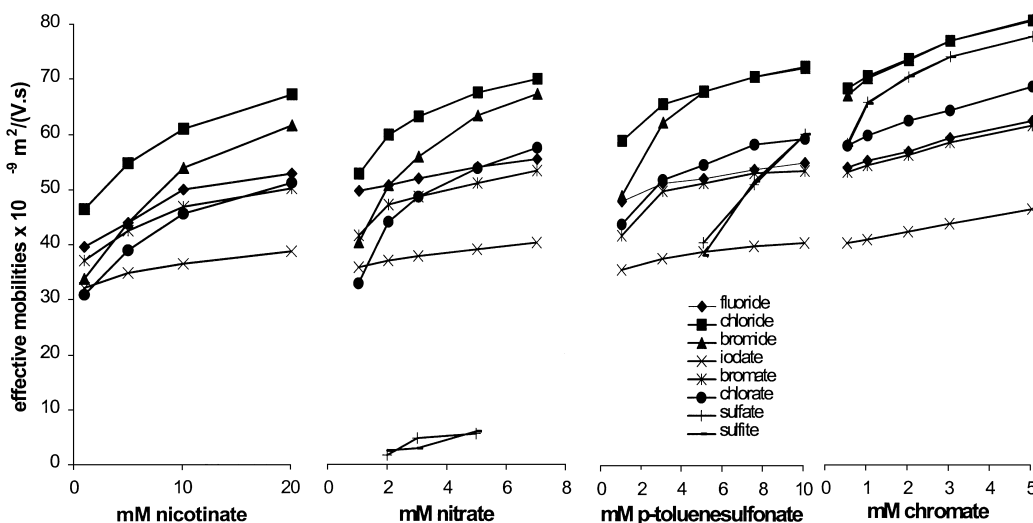 effective mobilities x 10 -9 m2/(V.s)
80
70
60
50
40
30
20
10
0
0 10 20
mM nicotinate
0 2 4 6 8
mM nitrate
0 2 4 6 8 10
mM p-toluenesulfonate
0 1 2 3 4 5
mM chromate
fluoride
chloride
bromide
iodate
bromate
chlorate
sulfate
sulfite